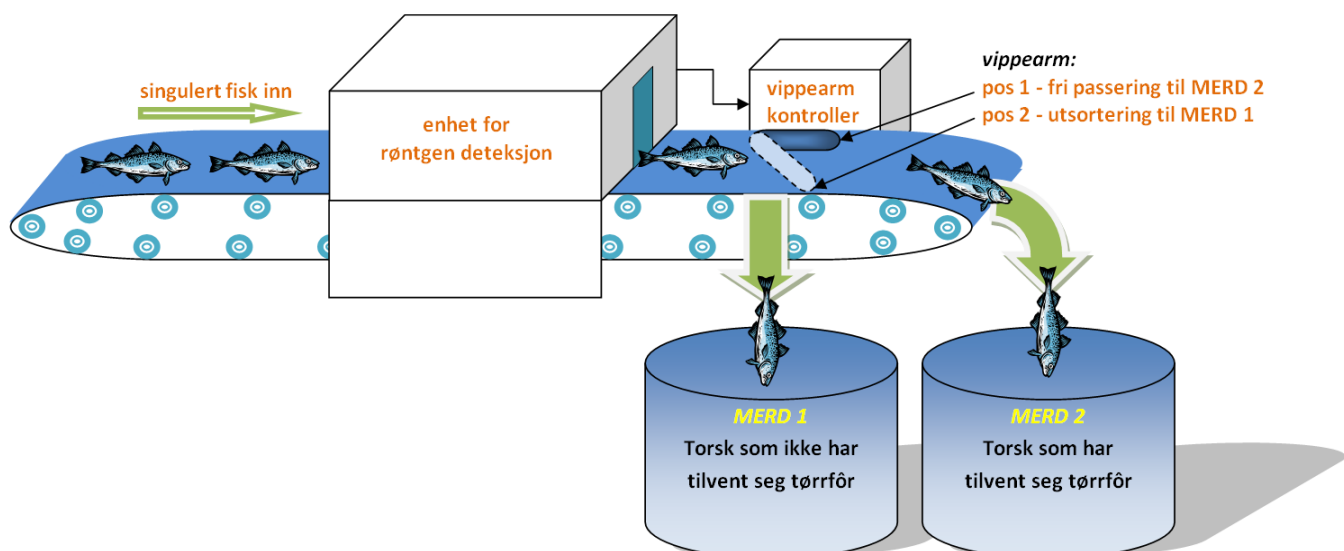 singulert fisk inn
enhet for
røntgen deteksjon
vippearm
kontroller
vippearm:
pos 1 - fri passering til MERD 2
pos 2 - utsortering til MERD 1
MERD 1
Torsk som ikke har
tilvent seg tørrfôr
MERD 2
Torsk som har
tilvent seg tørrfôr